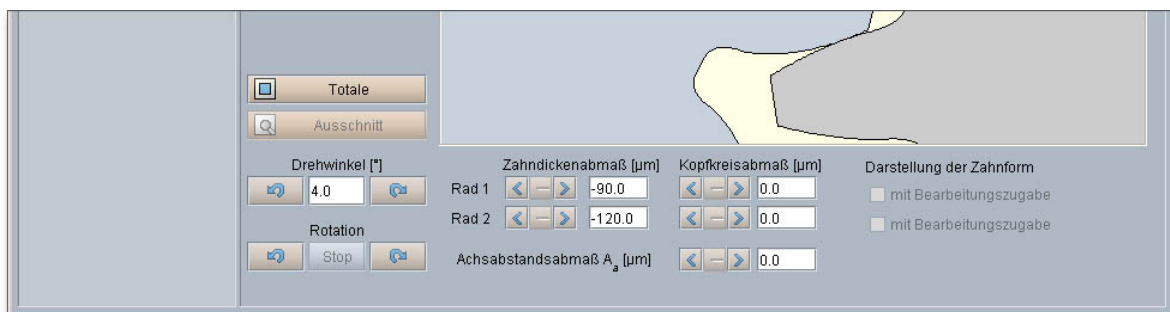 Totale
Ausschnitt
Drehwinkel [°] Zahndickenabmaß [µm] Kopfkreisabmaß [µm] Darstellung der Zahnform
4.0 Rad 1 -90.0 0.0 mit Bearbeitungszugabe
Rad 2 -120.0 0.0 mit Bearbeitungszugabe
Rotation
Stop Achsabstandsabmaß Aa [µm] 0.0